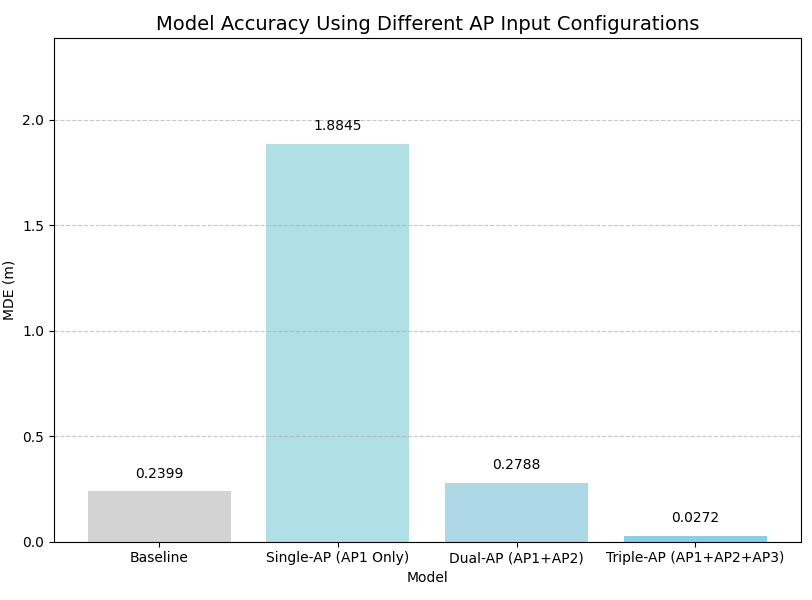 Model Accuracy Using Different AP Input Configurations
MDE (m)
2.0
1.5
1.0
0.5
0.0
0.2399
1.8845
0.2788
0.0272
Baseline
Single-AP (AP1 Only)
Dual-AP (AP1+AP2)
Triple-AP (AP1+AP2+AP3)
Model